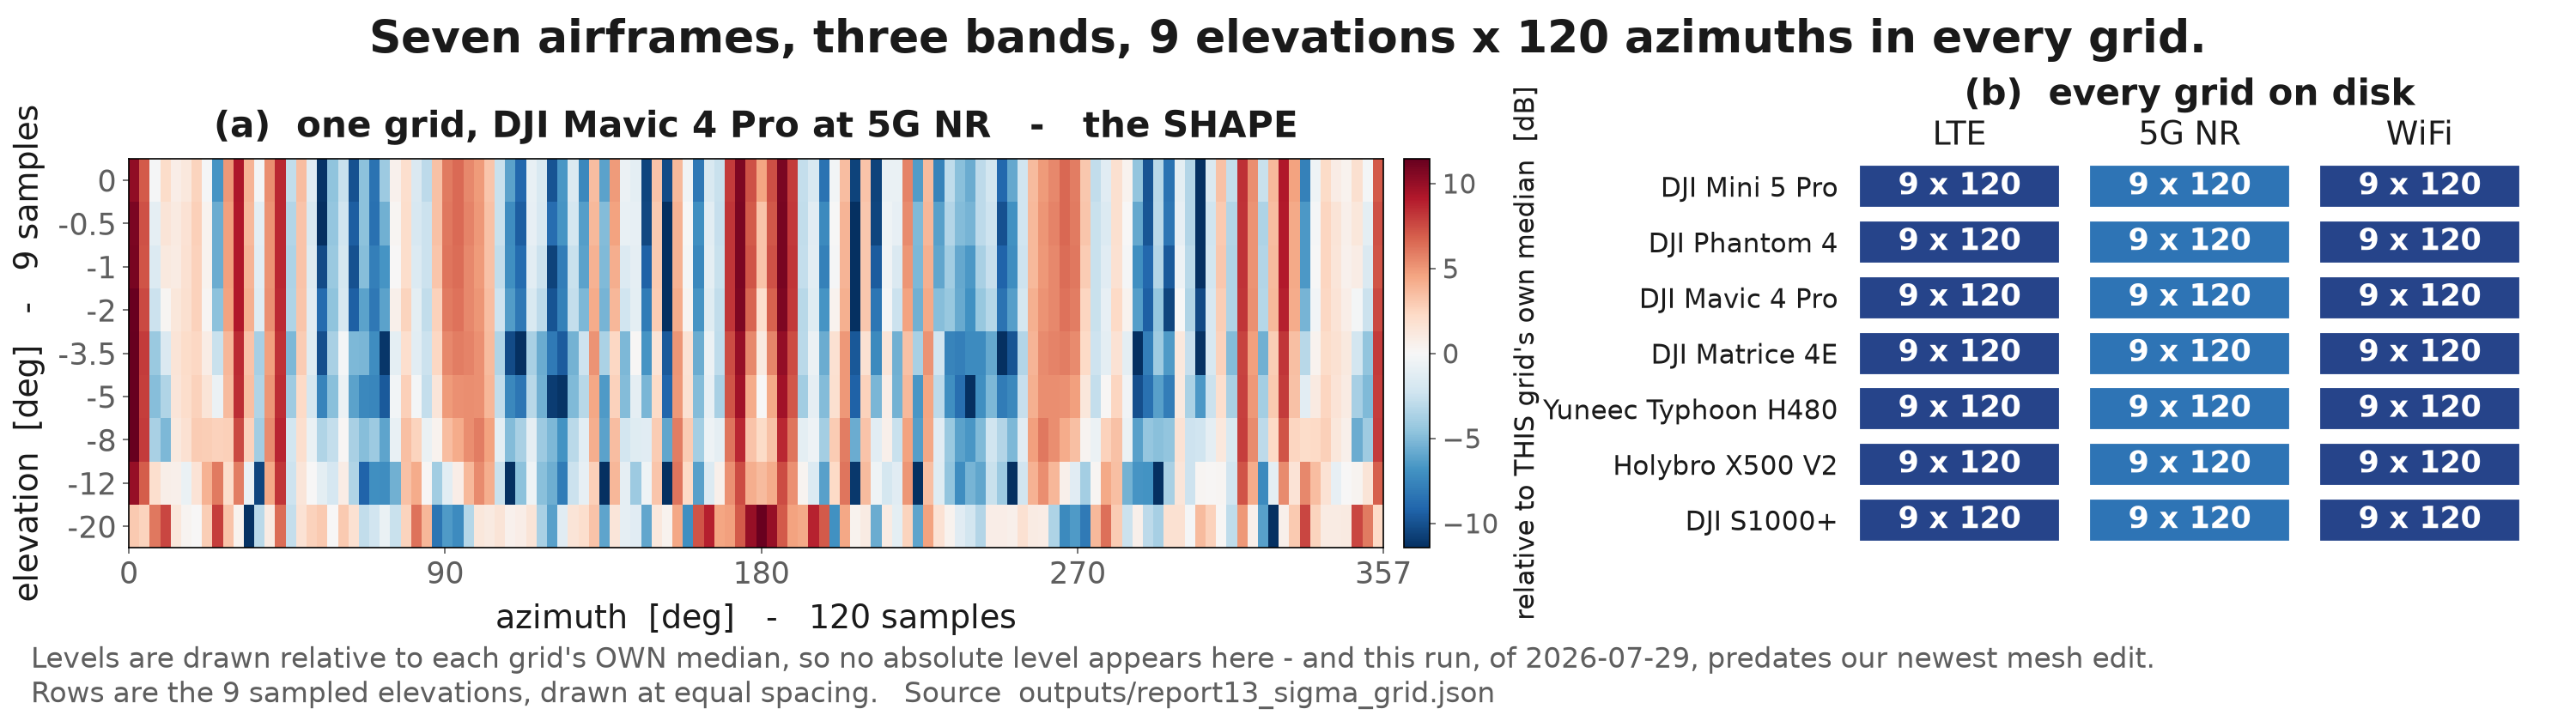 Seven airframes, three bands, 9 elevations x 120 azimuths in every grid.
(a)  one grid, DJI Mavic 4 Pro at 5G NR   -   the SHAPE
elevation  [deg]   -   9 samples
0
-0.5
-1
-2
-3.5
-5
-8
-12
-20
0
90
180
270
357
azimuth  [deg]   -   120 samples
10
5
0
−5
−10
relative to THIS grid's own median  [dB]
(b)  every grid on disk
LTE 5G NR WiFi
DJI Mini 5 Pro 9 x 120 9 x 120 9 x 120
DJI Phantom 4 9 x 120 9 x 120 9 x 120
DJI Mavic 4 Pro 9 x 120 9 x 120 9 x 120
DJI Matrice 4E 9 x 120 9 x 120 9 x 120
Yuneec Typhoon H480 9 x 120 9 x 120 9 x 120
Holybro X500 V2 9 x 120 9 x 120 9 x 120
DJI S1000+ 9 x 120 9 x 120 9 x 120
Levels are drawn relative to each grid's OWN median, so no absolute level appears here - and this run, of 2026-07-29, predates our newest mesh edit.
Rows are the 9 sampled elevations, drawn at equal spacing.   Source  outputs/report13_sigma_grid.json